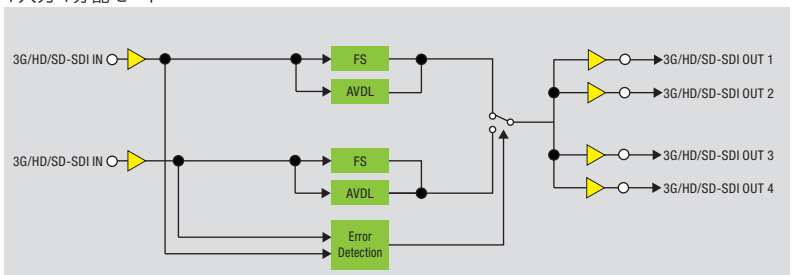 3G/HD/SD-SDI IN
FS
AVDL
3G/HD/SD-SDI IN
FS
AVDL
Error
Detection
3G/HD/SD-SDI OUT 1
3G/HD/SD-SDI OUT 2
3G/HD/SD-SDI OUT 3
3G/HD/SD-SDI OUT 4